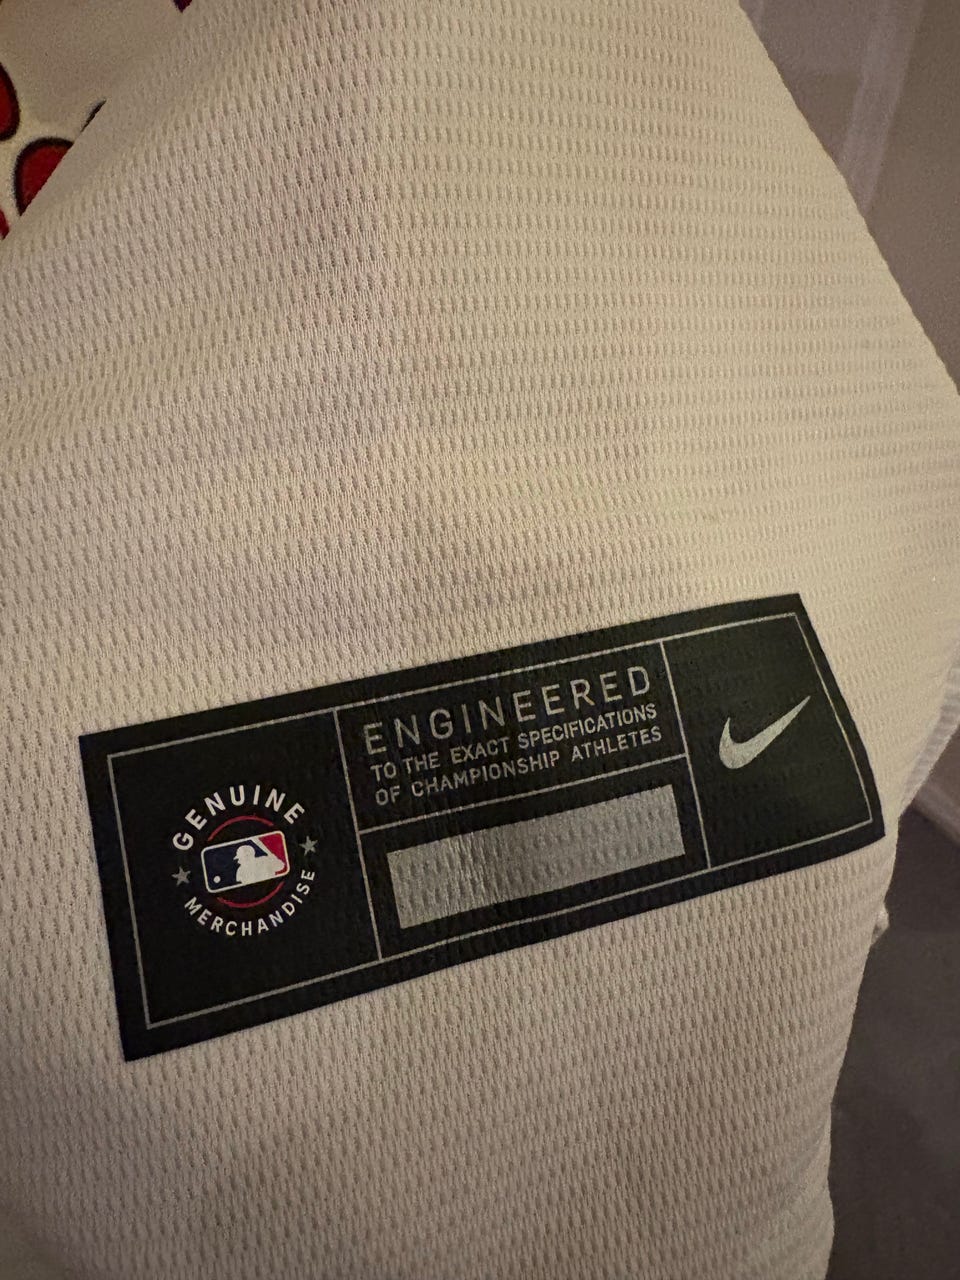 GENUINE
MERCHANDISE
ENGINEERED
TO THE EXACT SPECIFICATIONS
OF CHAMPIONSHIP ATHLETES